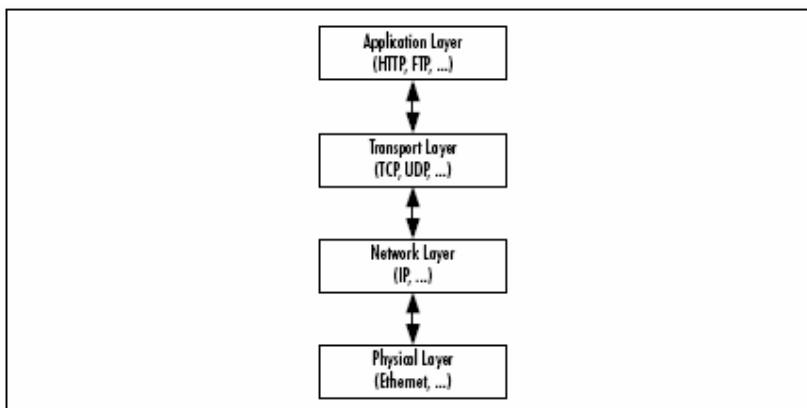 Application Layer
(HTTP, FTP, ...)
Transport Layer
(TCP, UDP, ...)
Network Layer
(IP, ...)
Physical Layer
(Ethernet, ...)